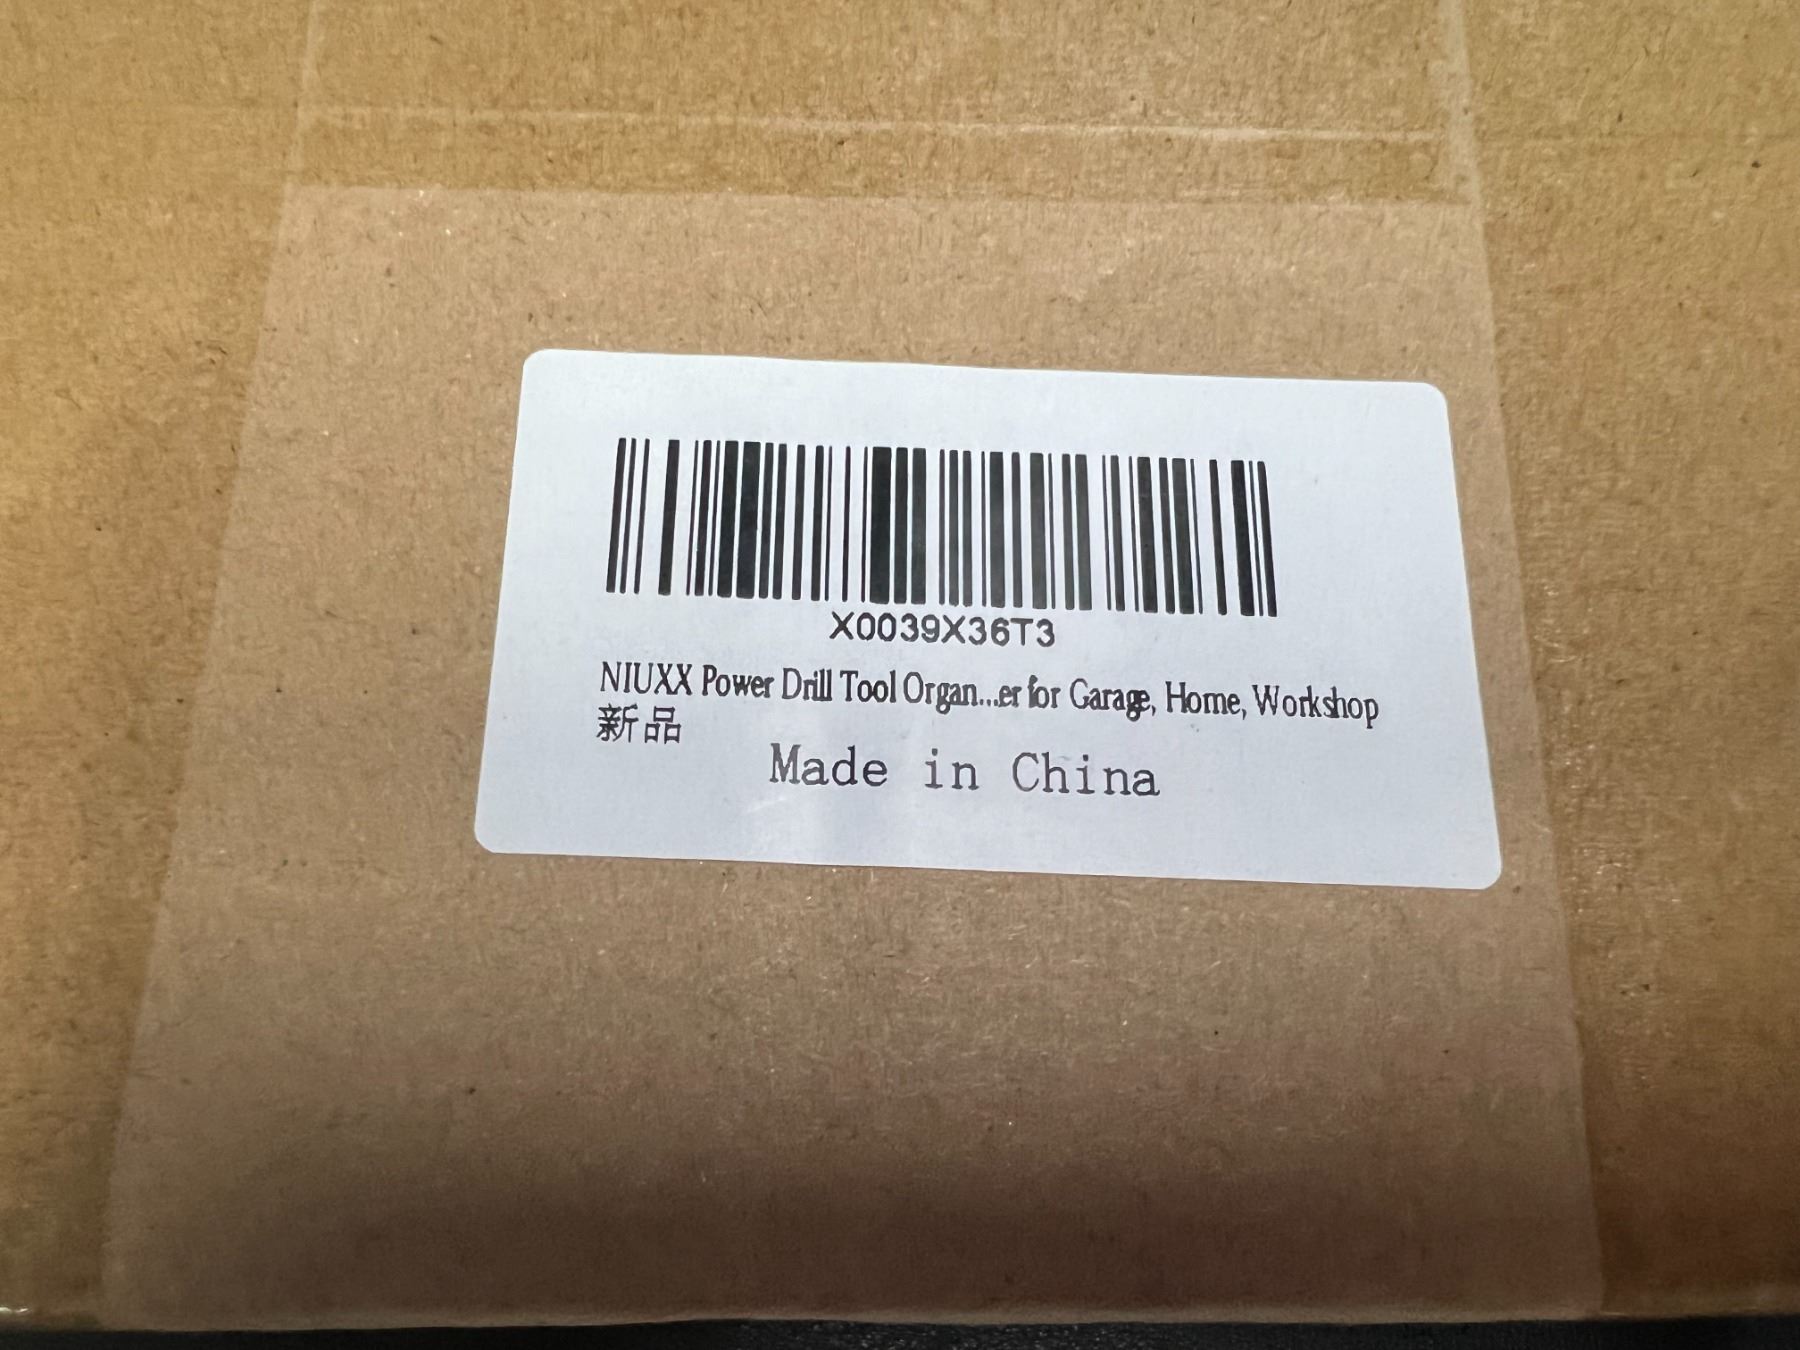 X0039X36T3
NIUXX Power Drill Tool Organ...er for Garage, Home, Workshop
新品
Made in China